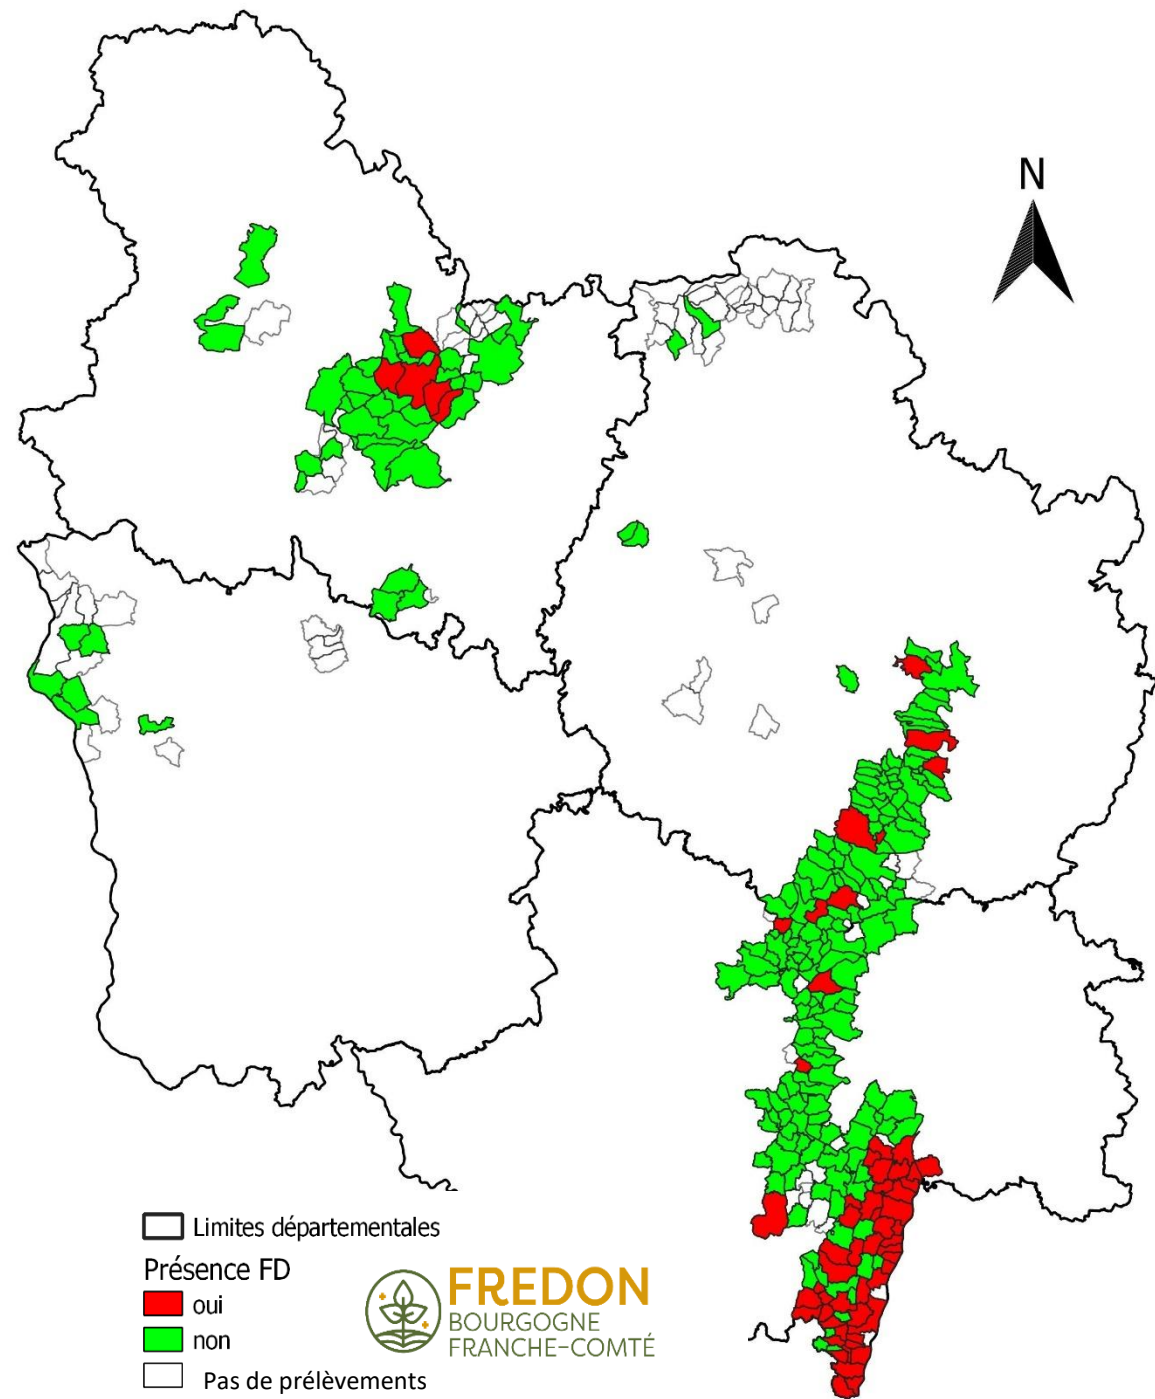 N
Limites départementales
Présence FD
oui
non
Pas de prélèvements
FREDON
BOURGOGNE
FRANCHE-COMTÉ